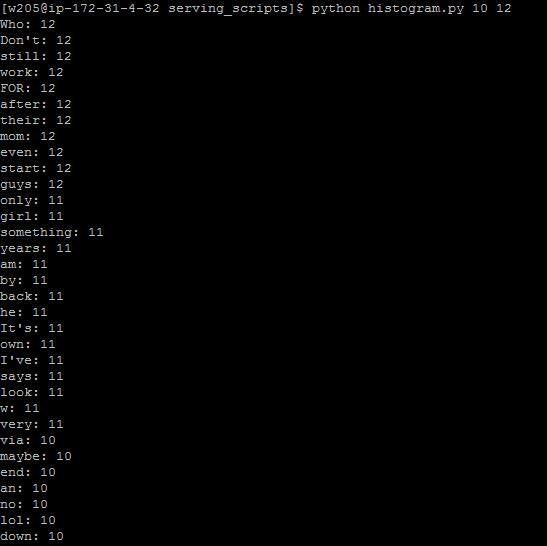 [w205@ip-172-31-4-32 serving_scripts]$ python histogram.py 10 12
Who: 12
Don't: 12
still: 12
work: 12
FOR: 12
after: 12
their: 12
mom: 12
even: 12
start: 12
guys: 12
only: 11
girl: 11
something: 11
years: 11
am: 11
by: 11
back: 11
he: 11
It's: 11
own: 11
I've: 11
says: 11
look: 11
w: 11
very: 11
via: 10
maybe: 10
end: 10
an: 10
no: 10
lol: 10
down: 10